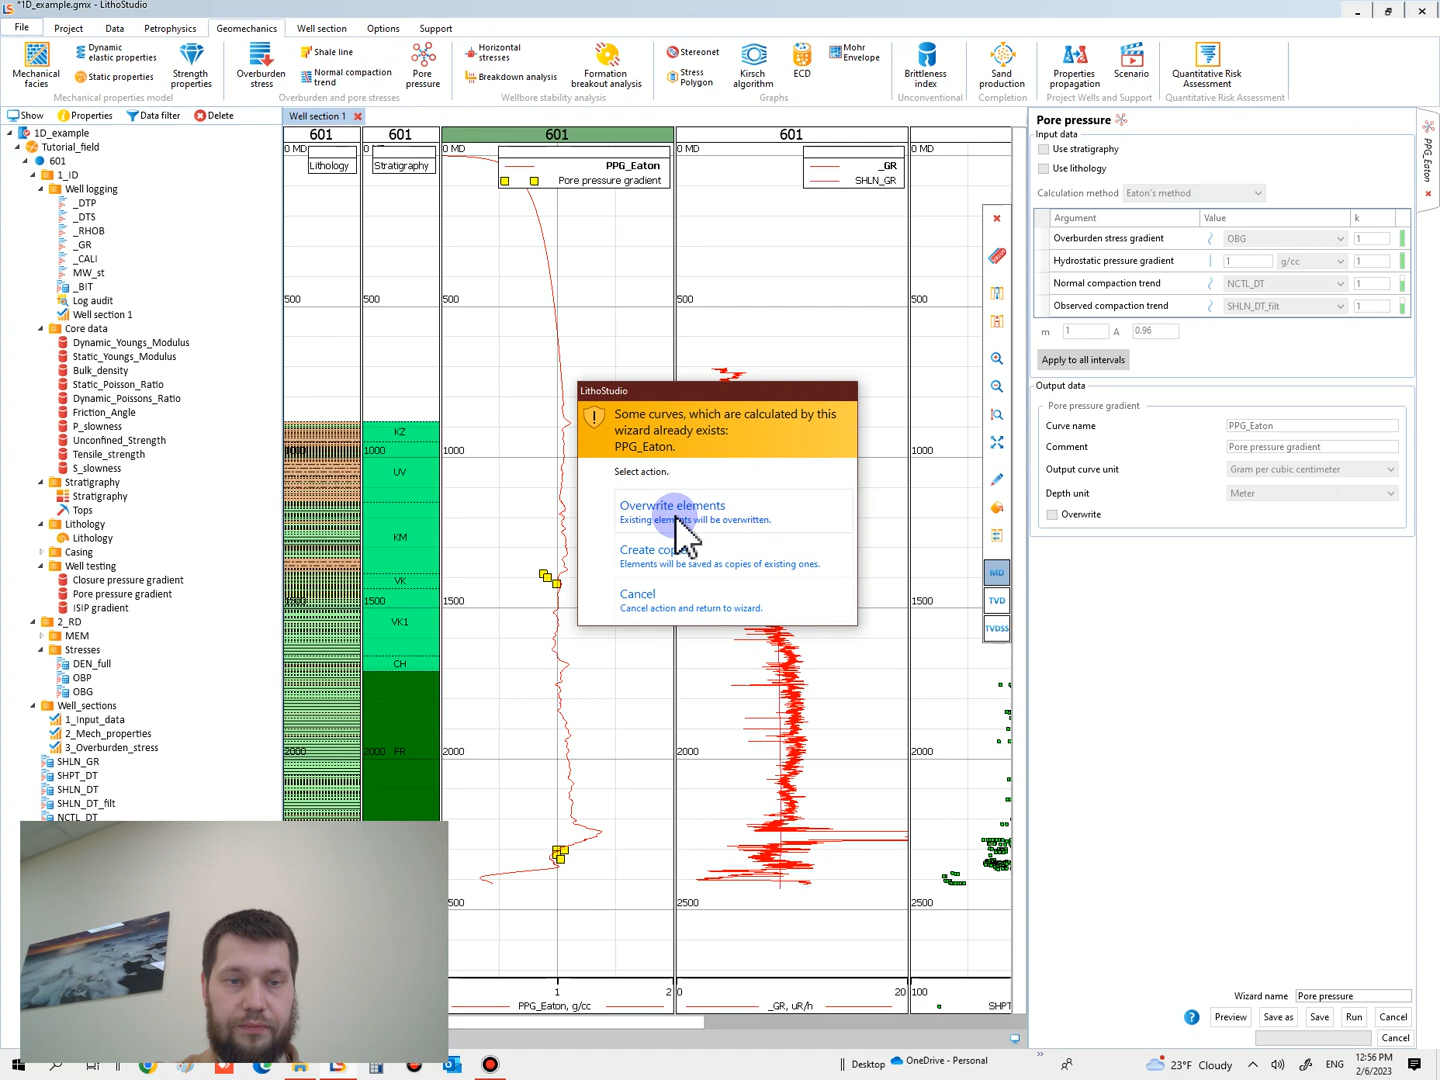 *1D_example.gmx - LithoStudio
File Project Data Petrophysics Geomechanics Well section Options Support
Mechanical facies
Dynamic elastic properties
Static properties
Strength properties
Mechanical properties model
Overburden stress
Shale line
Normal compaction trend
Pore pressure
Overburden and pore stresses
Horizontal stresses
Breakdown analysis
Formation breakout analysis
Wellbore stability analysis
Stereonet
Stress Polygon
Kirsch algorithm
ECD
Mohr Envelope
Graphs
Brittleness index
Unconventional
Sand production
Completion
Properties propagation
Scenario
Project Wells and Support
Quantitative Risk Assessment
Quantitative Risk Assessment
Show Properties Data filter Delete
1D_example
Tutorial_field
601
1_ID
Well logging
_DTP
_DTS
_RHOB
_GR
_CALI
MW_st
_BIT
Log audit
Well section 1
Core data
Dynamic_Youngs_Modulus
Static_Youngs_Modulus
Bulk_density
Static_Poisson_Ratio
Dynamic_Poissons_Ratio
Friction_Angle
P_slowness
Unconfined_Strength
Tensile_strength
S_slowness
Stratigraphy
Stratigraphy
Tops
Lithology
Lithology
Casing
Well testing
Closure pressure gradient
Pore pressure gradient
ISIP gradient
2_RD
MEM
Stresses
DEN_full
OBP
OBG
Well_sections
1_Input_data
2_Mech_properties
3_Overburden_stress
SHLN_GR
SHPT_DT
SHLN_DT
SHLN_DT_filt
NCTL_DT
Well section 1
601 601 601 601
0 MD 0 MD 0 MD 0 MD 0 MD
Lithology Stratigraphy
PPG_Eaton
Pore pressure gradient
_GR
SHLN_GR
500 500 500 500 500
KZ
1000 1000 1000 1000
UV
KM
VK
1500 1500 1500 1500
VK1
CH
2000 2000 FR 2000 2000 2000
2500 2500 2500
1 2 0 20 100
PPG_Eaton, g/cc
_GR, uR/h
SHPT
MD
TVD
TVDSS
LithoStudio
Some curves, which are calculated by this
wizard already exists:
PPG_Eaton.
Select action.
Overwrite elements
Existing elements will be overwritten.
Create cop
Elements will be saved as copies of existing ones.
Cancel
Cancel action and return to wizard.
Pore pressure
Input data
Use stratigraphy
Use lithology
Calculation method Eaton's method
Argument Value k
Overburden stress gradient OBG 1
Hydrostatic pressure gradient 1 g/cc 1
Normal compaction trend NCTL_DT 1
Observed compaction trend SHLN_DT_filt 1
m 1 A 0.96
Apply to all intervals
Output data
Pore pressure gradient
Curve name PPG_Eaton
Comment Pore pressure gradient
Output curve unit Gram per cubic centimeter
Depth unit Meter
Overwrite
PPG_Eaton
Wizard name Pore pressure
Preview Save as Save Run Cancel
Cancel
Desktop OneDrive - Personal
23°F Cloudy
ENG
12:56 PM
2/6/2023